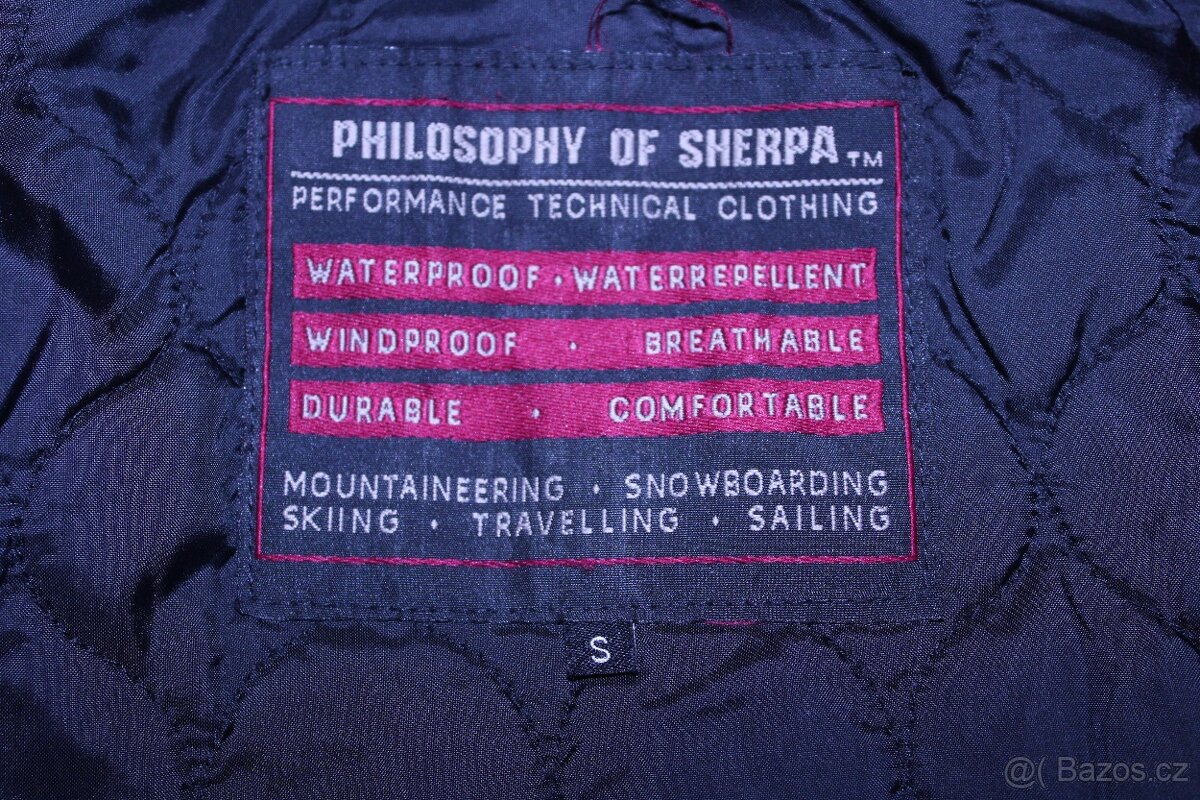 PHILOSOPHY OF SHERPA TM
PERFORMANCE TECHNICAL CLOTHING
WATERPROOF · WATERREPELLENT
WINDPROOF · BREATHABLE
DURABLE · COMFORTABLE
MOUNTAINEERING · SNOWBOARDING
SKIING · TRAVELLING · SAILING
S
@( Bazos.cz